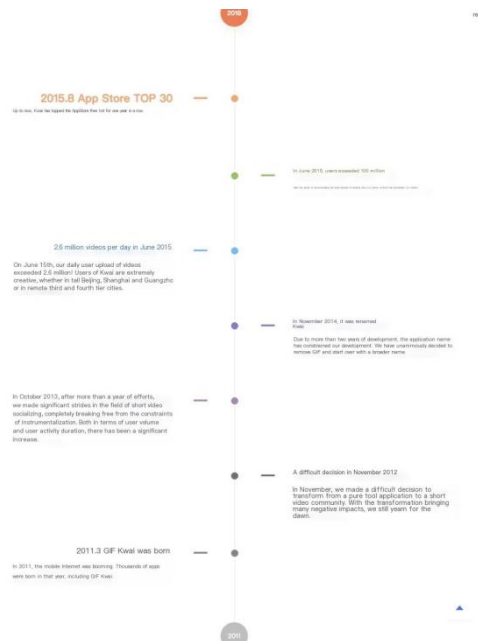 2016
re
2015.8 App Store TOP 30
Up to now, Kwai has topped the AppStore free list for one year in a row.
In June 2015, users exceeded 100 million
2.6 million videos per day in June 2015
On June 15th, our daily user upload of videos
exceeded 2.6 million! Users of Kwai are extremely
creative, whether in tall Beijing, Shanghai and Guangzho
or in remote third and fourth tier cities.
In November 2014, it was renamed
Kwai
Due to more than two years of development, the application name
has constrained our development. We have unanimously decided to
remove GIF and start over with a broader name.
In October 2013, after more than a year of efforts,
we made significant strides in the field of short video
socializing, completely breaking free from the constraints
of instrumentalization. Both in terms of user volume
and user activity duration, there has been a significant
increase.
A difficult decision in November 2012
In November, we made a difficult decision to
transform from a pure tool application to a short
video community. With the transformation bringing
many negative impacts, we still yearn for the
dawn.
2011.3 GIF Kwai was born
In 2011, the mobile Internet was booming. Thousands of apps
were born in that year, including GIF Kwai.
2011